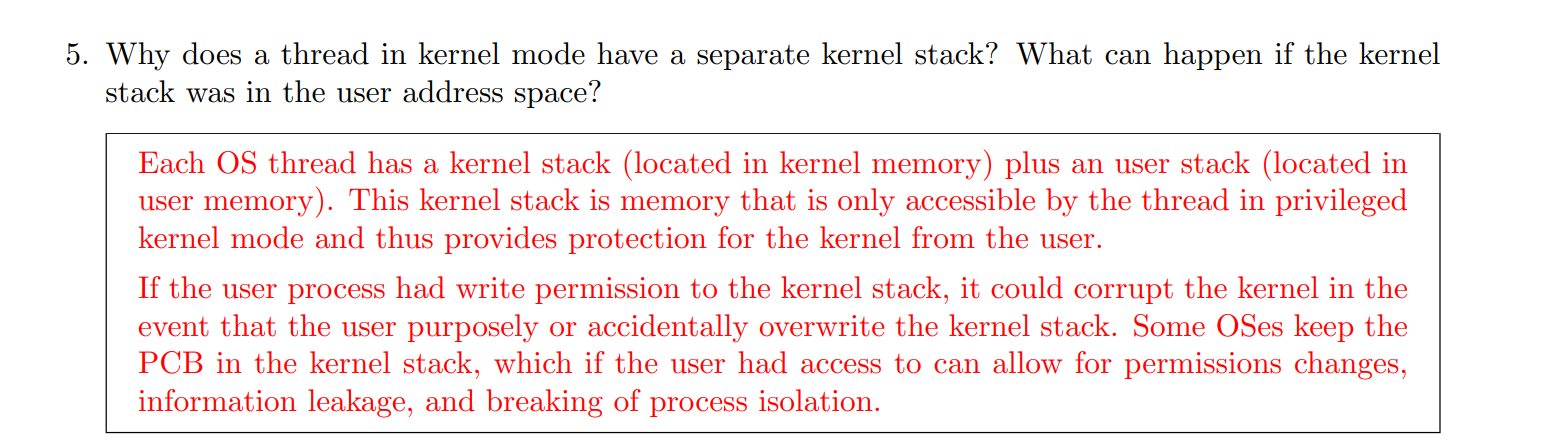 5. Why does a thread in kernel mode have a separate kernel stack? What can happen if the kernel
stack was in the user address space?
Each OS thread has a kernel stack (located in kernel memory) plus an user stack (located in
user memory). This kernel stack is memory that is only accessible by the thread in privileged
kernel mode and thus provides protection for the kernel from the user.
If the user process had write permission to the kernel stack, it could corrupt the kernel in the
event that the user purposely or accidentally overwrite the kernel stack. Some OSes keep the
PCB in the kernel stack, which if the user had access to can allow for permissions changes,
information leakage, and breaking of process isolation.